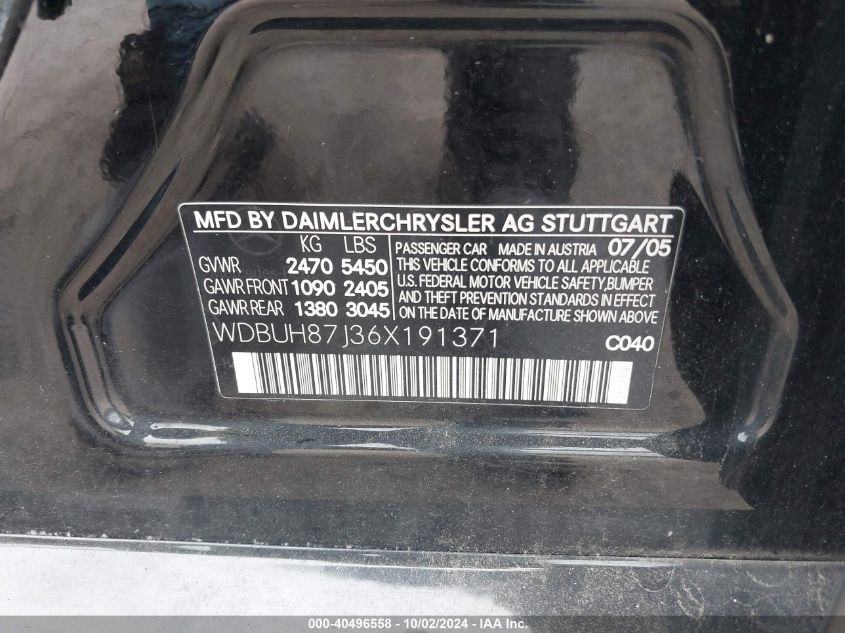 MFD BY DAIMLERCHRYSLER AG STUTTGART
KG LBS
GVWR 2470 5450
GAWR FRONT 1090 2405
GAWR REAR 1380 3045
PASSENGER CAR MADE IN AUSTRIA 07/05
THIS VEHICLE CONFORMS TO ALL APPLICABLE
U.S. FEDERAL MOTOR VEHICLE SAFETY,BUMPER
AND THEFT PREVENTION STANDARDS IN EFFECT
ON THE DATE OF MANUFACTURE SHOWN ABOVE
WDBUH87J36X191371
C040
000-40496558 - 10/02/2024 - IAA